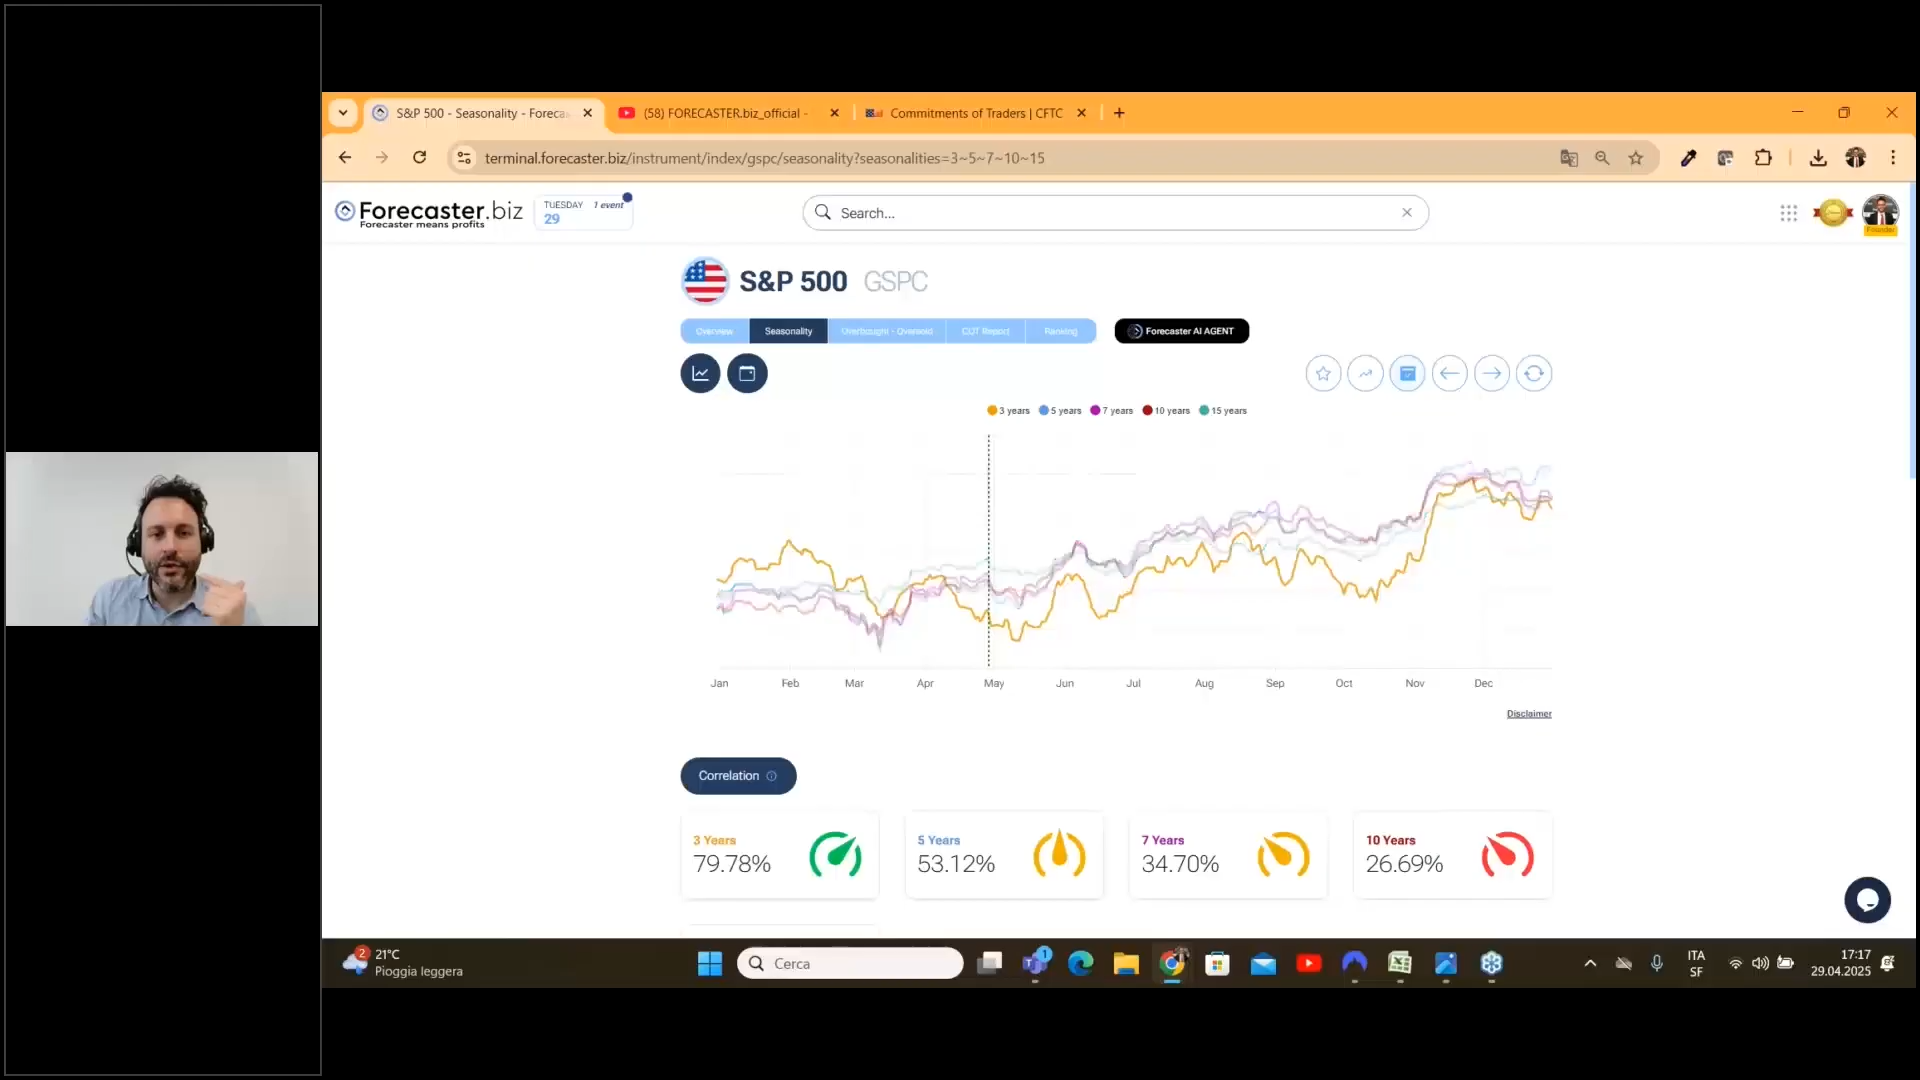 S&P 500 - Seasonality - Foreca
(58) FORECASTER.biz_official -
Commitments of Traders | CFTC
terminal.forecaster.biz/instrument/index/gspc/seasonality?seasonalities=3~5~7~10~15
Forecaster.biz
Forecaster means profits
TUESDAY
29
1 event
Search...
Founder
S&P 500 GSPC
Overview
Seasonality
Overbought - Oversold
COT Report
Ranking
Forecaster AI AGENT
3 years
5 years
7 years
10 years
15 years
Jan
Feb
Mar
Apr
May
Jun
Jul
Aug
Sep
Oct
Nov
Dec
Disclaimer
Correlation
3 Years
79.78%
5 Years
53.12%
7 Years
34.70%
10 Years
26.69%
2
21°C
Pioggia leggera
Cerca
1
ITA
SF
17:17
29.04.2025